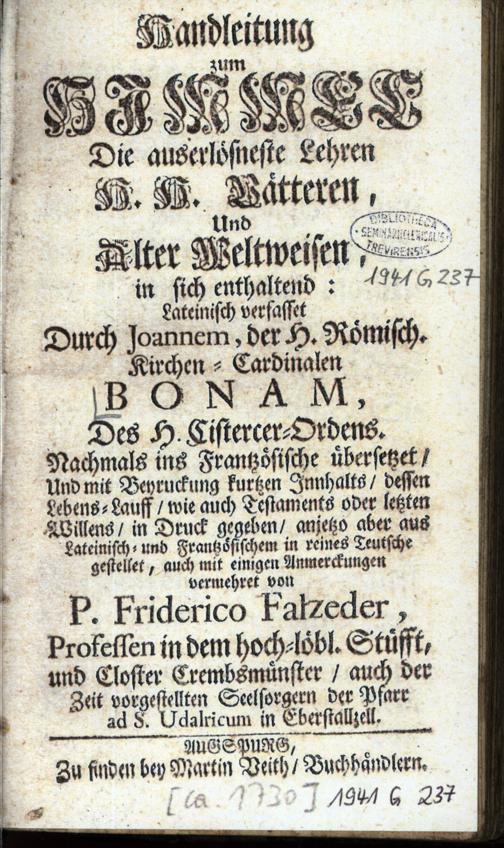 Handleitung
zum
HIMMEL
Die auserlösneste Lehren
H. H. Vätteren,
Und
Alter Weltweisen,
in sich enthaltend:
Lateinisch verfasset
Durch Joannem, der H. Römisch.
Kirchen-Cardinalen
BONAM,
Des H. Cistercer-Ordens.
Nachmals ins Frantzösische übersetzet/
Und mit Beyruckung kurtzen Innhalts/ dessen
Lebens-Lauff/ wie auch Testaments oder letzten
Willens/ in Druck gegeben/ anjetzo aber aus
Lateinisch- und Frantzösischem in reines Teutsche
gestellet, auch mit einigen Anmerckungen
vermehret von
P. Friderico Falzeder,
Professen in dem hoch-löbl. Stüfft,
und Closter Crembsmünster/ auch der
Zeit vorgestellten Seelsorgern der Pfarr
ad S. Udalricum in Eberstallzell.
AUGSPURG,
Zu finden bey Martin Veith/ Buchhändlern.
BIBLIOTHECA
SEMINARII CLERICALIS
TREVIRENSIS
1941 G 237
[ca. 1730] 1941 G 237